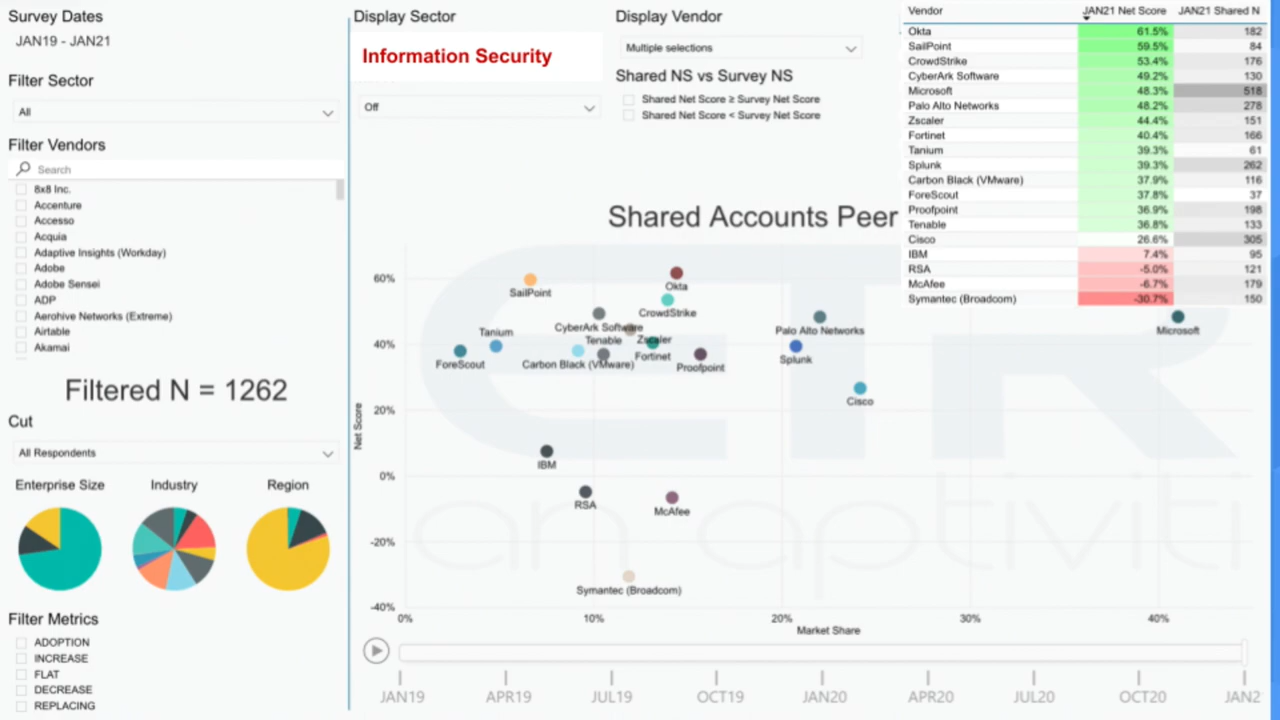 Survey Dates
JAN19 - JAN21
Filter Sector
All
Filter Vendors
Search
8x8 Inc.
Accenture
Accesso
Acquia
Adaptive Insights (Workday)
Adobe
Adobe Sensei
ADP
Aerohive Networks (Extreme)
Airtable
Akamai
Filtered N = 1262
Cut
All Respondents
Enterprise Size Industry Region
Filter Metrics
ADOPTION
INCREASE
FLAT
DECREASE
REPLACING
Display Sector
Information Security
Off
Display Vendor
Multiple selections
Shared NS vs Survey NS
Shared Net Score ≥ Survey Net Score
Shared Net Score < Survey Net Score
Vendor JAN21 Net Score JAN21 Shared N
Okta 61.5% 182
SailPoint 59.5% 84
CrowdStrike 53.4% 176
CyberArk Software 49.2% 130
Microsoft 48.3% 518
Palo Alto Networks 48.2% 278
Zscaler 44.4% 151
Fortinet 40.4% 166
Tanium 39.3% 61
Splunk 39.3% 262
Carbon Black (VMware) 37.9% 116
ForeScout 37.8% 37
Proofpoint 36.9% 198
Tenable 36.8% 133
Cisco 26.6% 305
IBM 7.4% 95
RSA -5.0% 121
McAfee -6.7% 179
Symantec (Broadcom) -30.7% 150
Shared Accounts Peer
ETR
an aptiviti
Net Score
60%
40%
20%
0%
-20%
-40%
SailPoint
Okta
CrowdStrike
CyberArk Software
Palo Alto Networks
Microsoft
Tanium
Tenable
Zscaler
ForeScout
Carbon Black (VMware)
Fortinet
Proofpoint
Splunk
Cisco
IBM
RSA
McAfee
Symantec (Broadcom)
0% 10% 20% 30% 40%
Market Share
JAN19 APR19 JUL19 OCT19 JAN20 APR20 JUL20 OCT20 JAN2